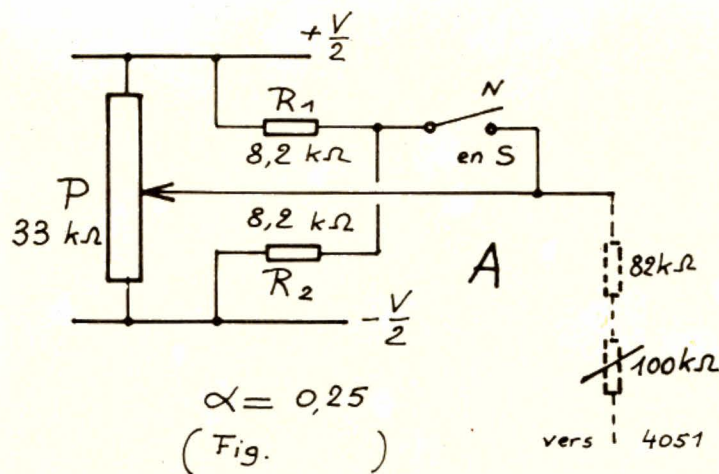 +V/2
R1
8,2 kΩ
N
en S
P
33 kΩ
8,2 kΩ
R2
A
82kΩ
-V/2
100kΩ
α = 0,25
(Fig. )
vers 4051